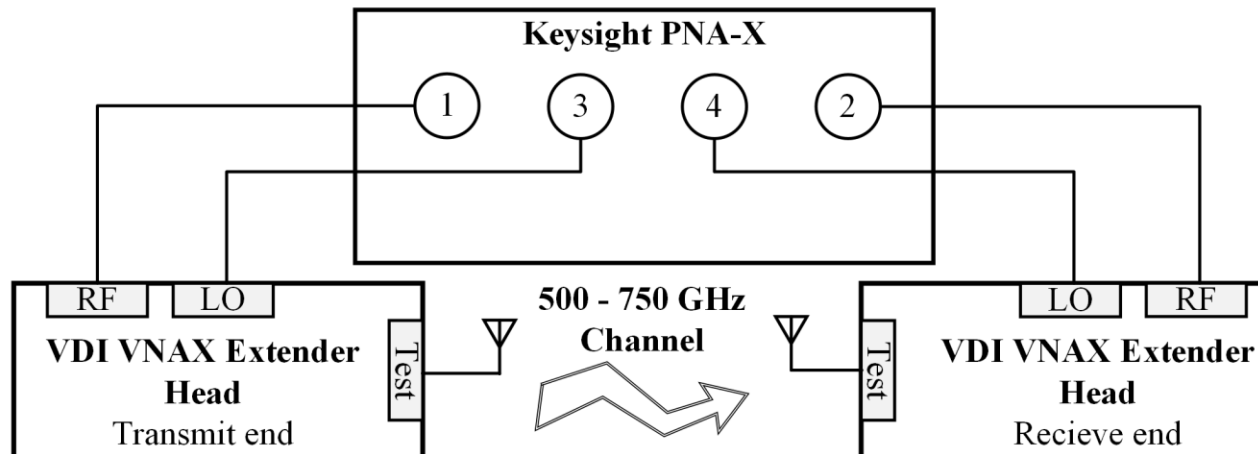 Keysight PNA-X
1
3
4
2
RF
LO
500 - 750 GHz
Channel
LO
RF
VDI VNAX Extender
Head
Transmit end
Test
Test
VDI VNAX Extender
Head
Recieve end